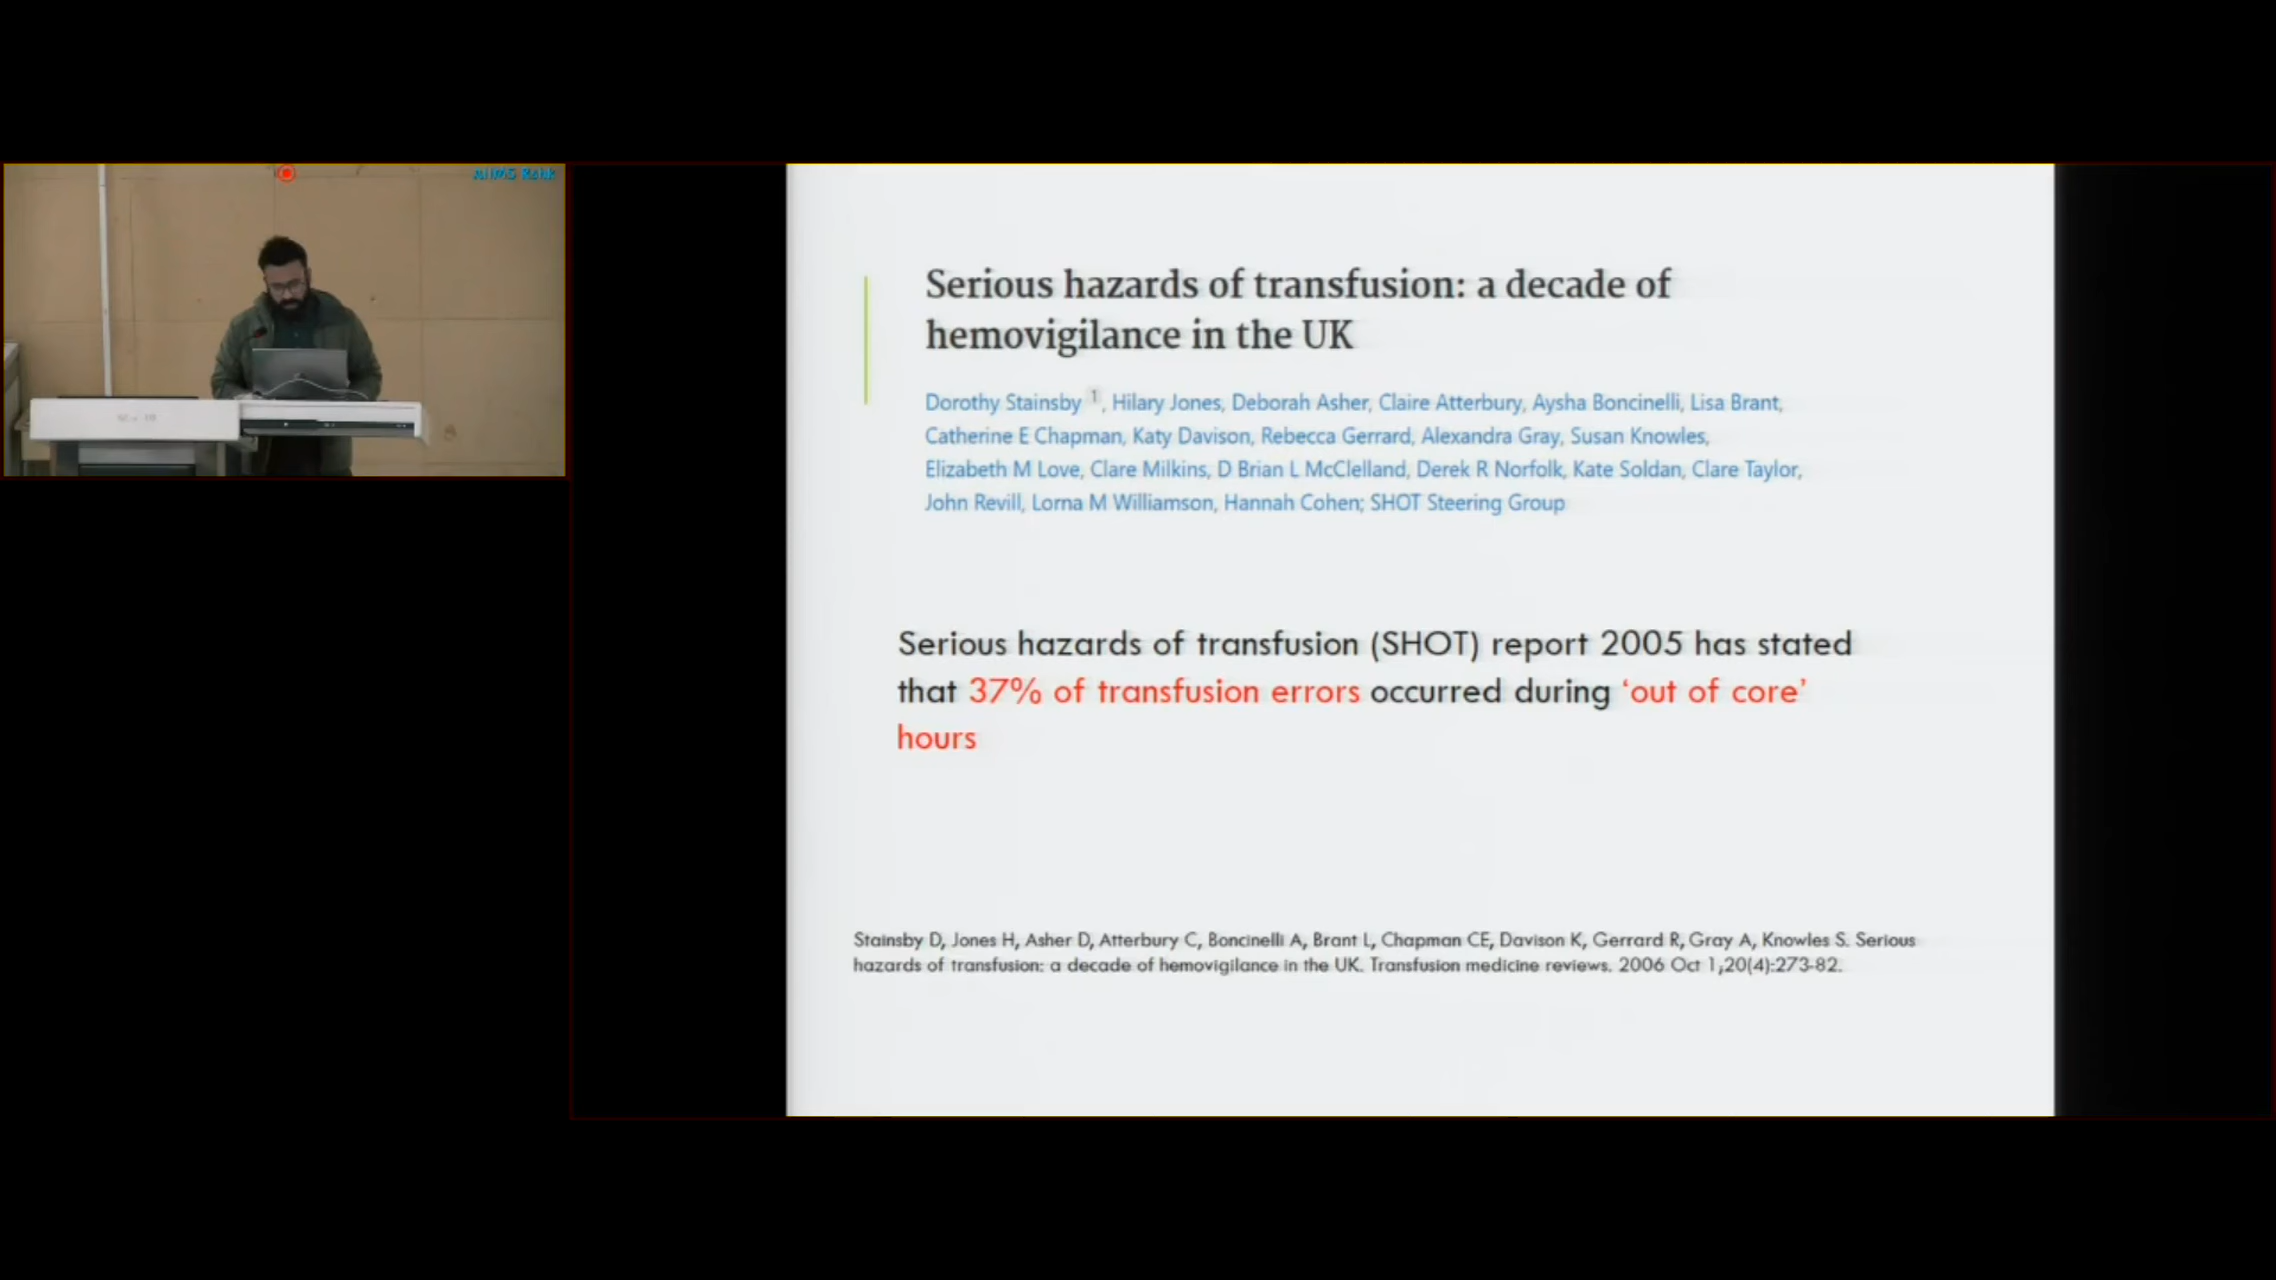 Serious hazards of transfusion: a decade of
hemovigilance in the UK
Dorothy Stainsby 1, Hilary Jones, Deborah Asher, Claire Atterbury, Aysha Boncinelli, Lisa Brant,
Catherine E Chapman, Katy Davison, Rebecca Gerrard, Alexandra Gray, Susan Knowles,
Elizabeth M Love, Clare Milkins, D Brian L McClelland, Derek R Norfolk, Kate Soldan, Clare Taylor,
John Revill, Lorna M Williamson, Hannah Cohen; SHOT Steering Group
Serious hazards of transfusion (SHOT) report 2005 has stated
that 37% of transfusion errors occurred during ‘out of core’
hours
Stainsby D, Jones H, Asher D, Atterbury C, Boncinelli A, Brant L, Chapman CE, Davison K, Gerrard R, Gray A, Knowles S. Serious
hazards of transfusion: a decade of hemovigilance in the UK. Transfusion medicine reviews. 2006 Oct 1;20(4):273-82.